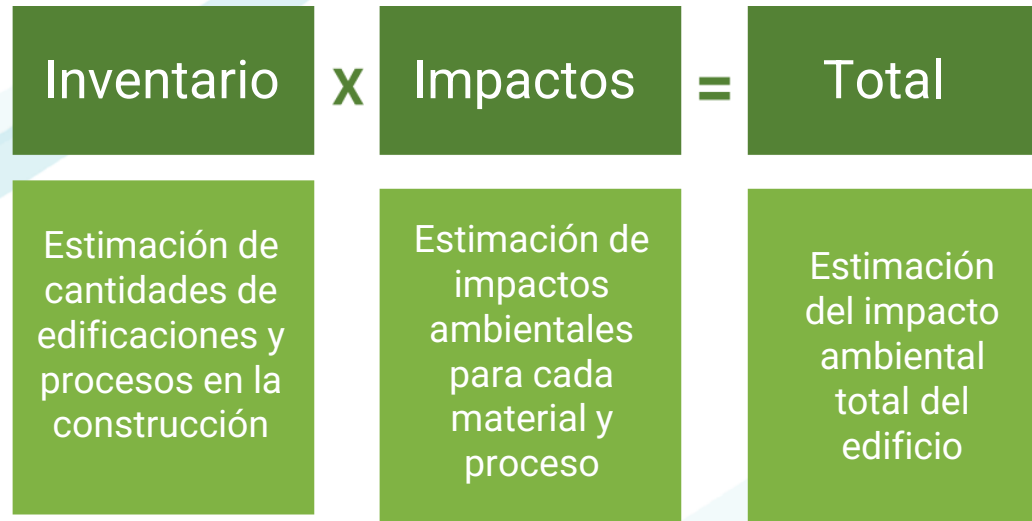 Inventario x Impactos = Total
Estimación de
cantidades de
edificaciones y
procesos en la
construcción
Estimación de
impactos
ambientales
para cada
material y
proceso
Estimación
del impacto
ambiental
total del
edificio